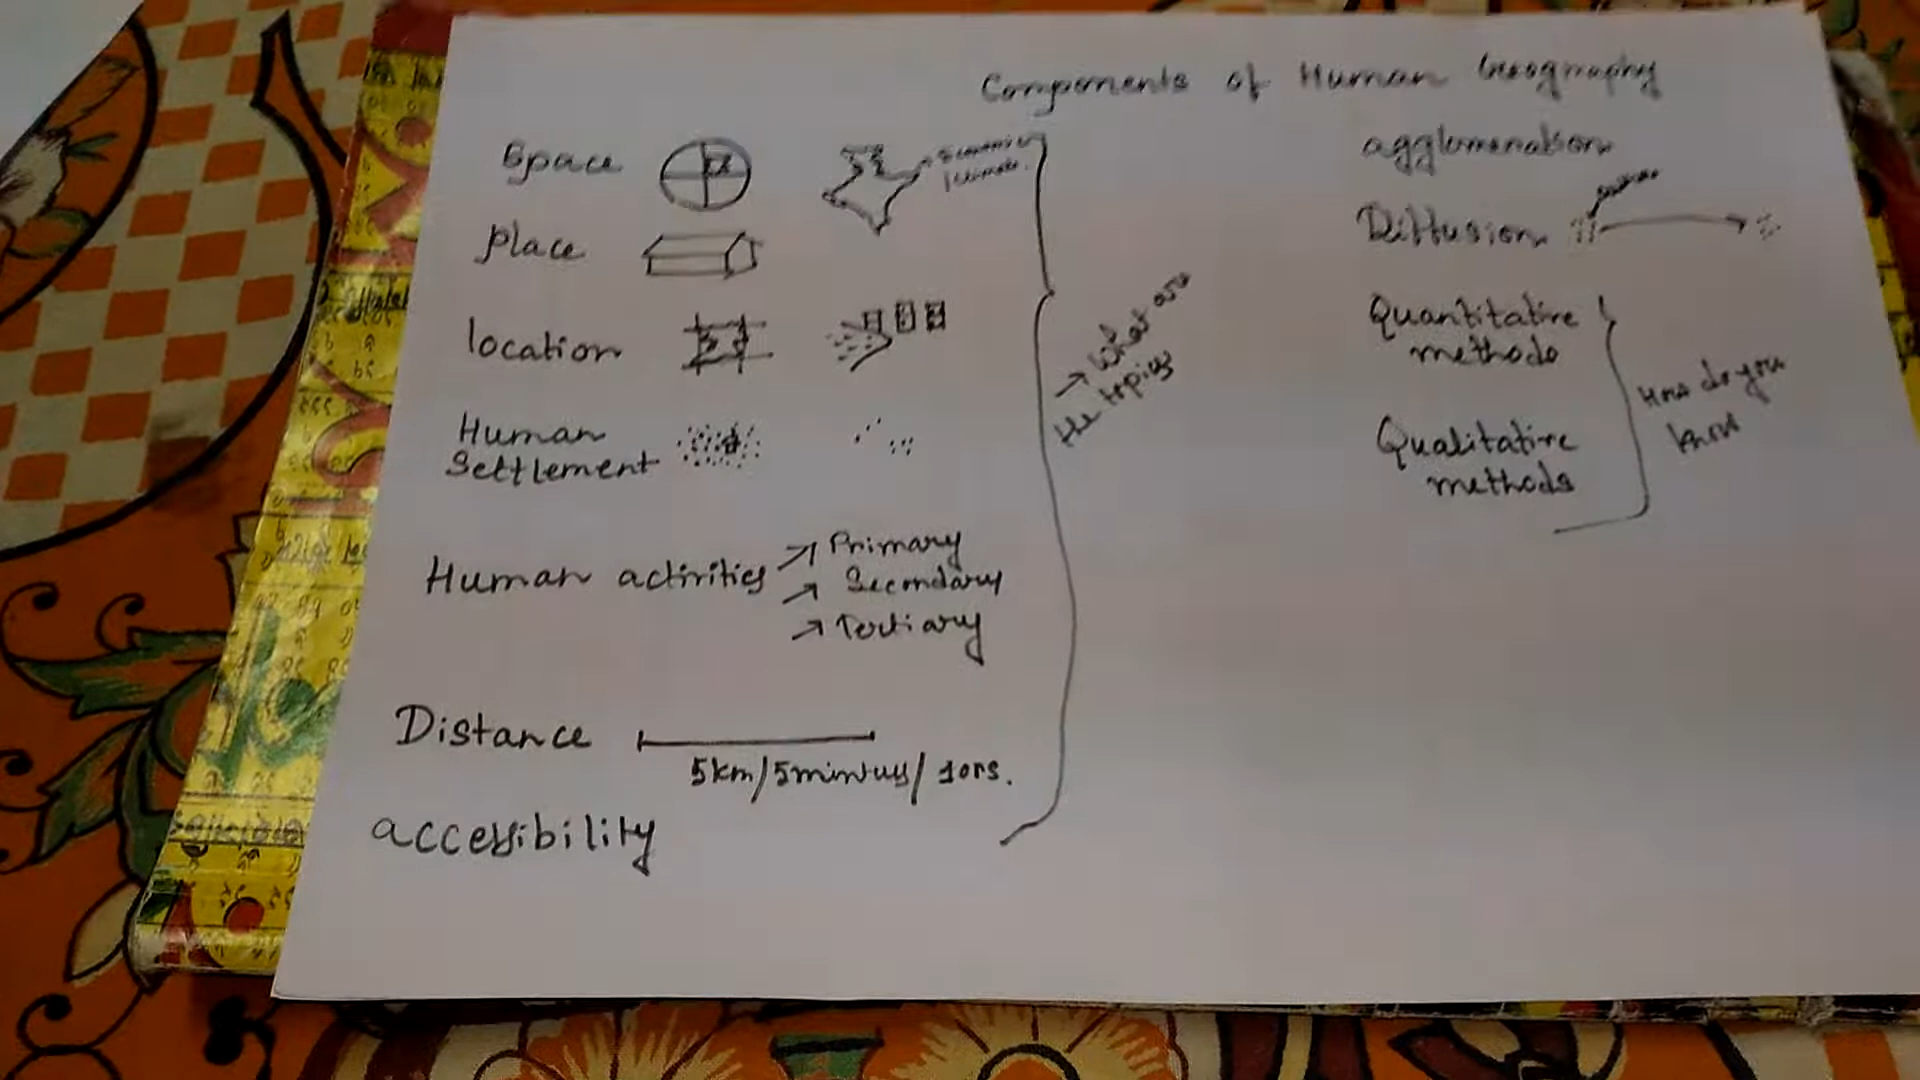 Components of Human Geography
Space
Place
location
Human
Settlement
Human activities
Primary
Secondary
Tertiary
Distance
5km/5mintus/
accessibility
→ What are
the topics
agglomeration
Diffusion
Quantitative
methods
Qualitative
methods
How do you
know